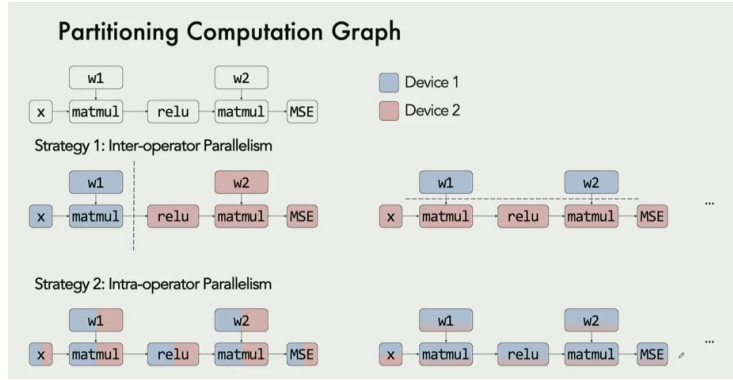 Partitioning Computation Graph
w1 w2
x matmul relu matmul MSE
Device 1
Device 2
Strategy 1: Inter-operator Parallelism
w1 w2
x matmul relu matmul MSE
w1 w2
x matmul relu matmul MSE
...
Strategy 2: Intra-operator Parallelism
w1 w2
x matmul relu matmul MSE
w1 w2
x matmul relu matmul MSE
...